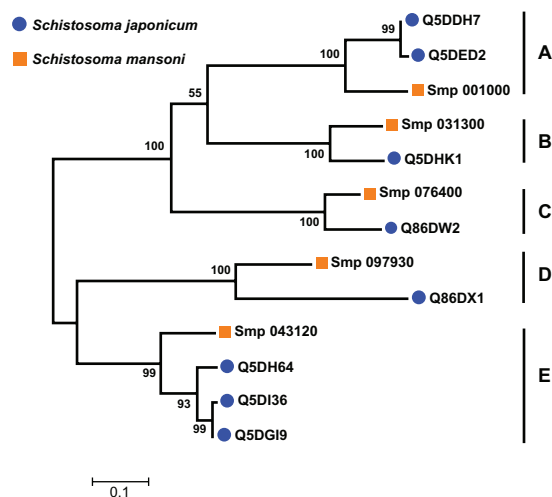 Schistosoma japonicum
Schistosoma mansoni
99
Q5DDH7
Q5DED2
100
Smp 001000
A
55
Smp 031300
100
Q5DHK1
B
100
Smp 076400
100
Q86DW2
C
Smp 097930
100
Q86DX1
D
Smp 043120
99
Q5DH64
93
Q5DI36
99
Q5DGI9
E
0.1